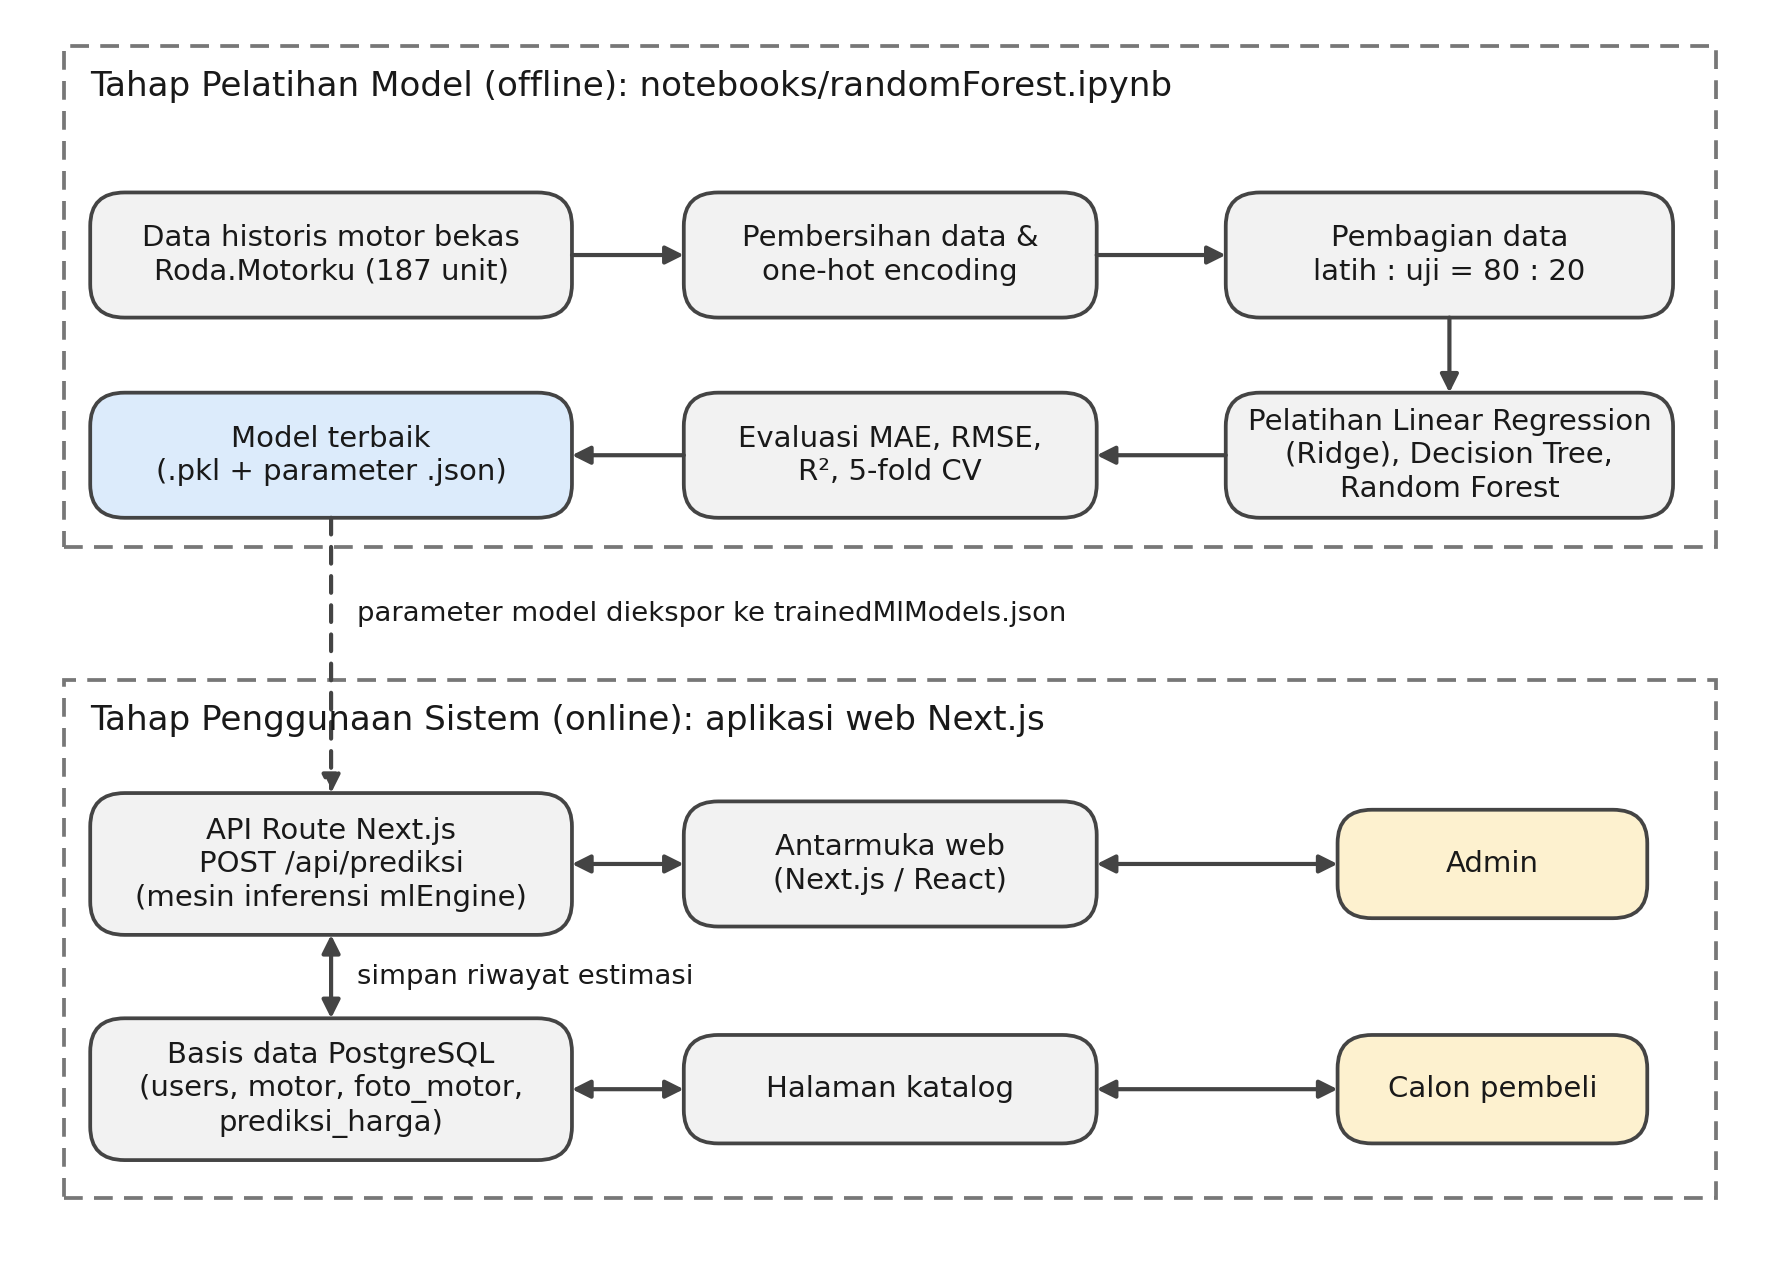 Tahap Pelatihan Model (offline): notebooks/randomForest.ipynb
Data historis motor bekas
Roda.Motorku (187 unit)
Pembersihan data &
one-hot encoding
Pembagian data
latih : uji = 80 : 20
Model terbaik
(.pkl + parameter .json)
Evaluasi MAE, RMSE,
R², 5-fold CV
Pelatihan Linear Regression
(Ridge), Decision Tree,
Random Forest
parameter model diekspor ke trainedMlModels.json
Tahap Penggunaan Sistem (online): aplikasi web Next.js
API Route Next.js
POST /api/prediksi
(mesin inferensi mlEngine)
Antarmuka web
(Next.js / React)
Admin
simpan riwayat estimasi
Basis data PostgreSQL
(users, motor, foto_motor,
prediksi_harga)
Halaman katalog
Calon pembeli